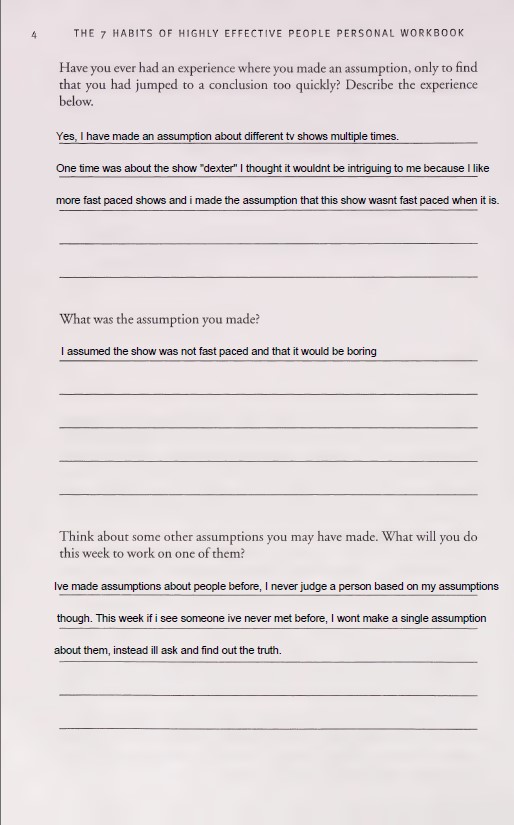 4 THE 7 HABITS OF HIGHLY EFFECTIVE PEOPLE PERSONAL WORKBOOK
Have you ever had an experience where you made an assumption, only to find
that you had jumped to a conclusion too quickly? Describe the experience
below.
Yes, I have made an assumption about different tv shows multiple times.
One time was about the show "dexter" I thought it wouldnt be intriguing to me because I like
more fast paced shows and i made the assumption that this show wasnt fast paced when it is.
What was the assumption you made?
I assumed the show was not fast paced and that it would be boring
Think about some other assumptions you may have made. What will you do
this week to work on one of them?
Ive made assumptions about people before, I never judge a person based on my assumptions
though. This week if i see someone ive never met before, I wont make a single assumption
about them, instead ill ask and find out the truth.